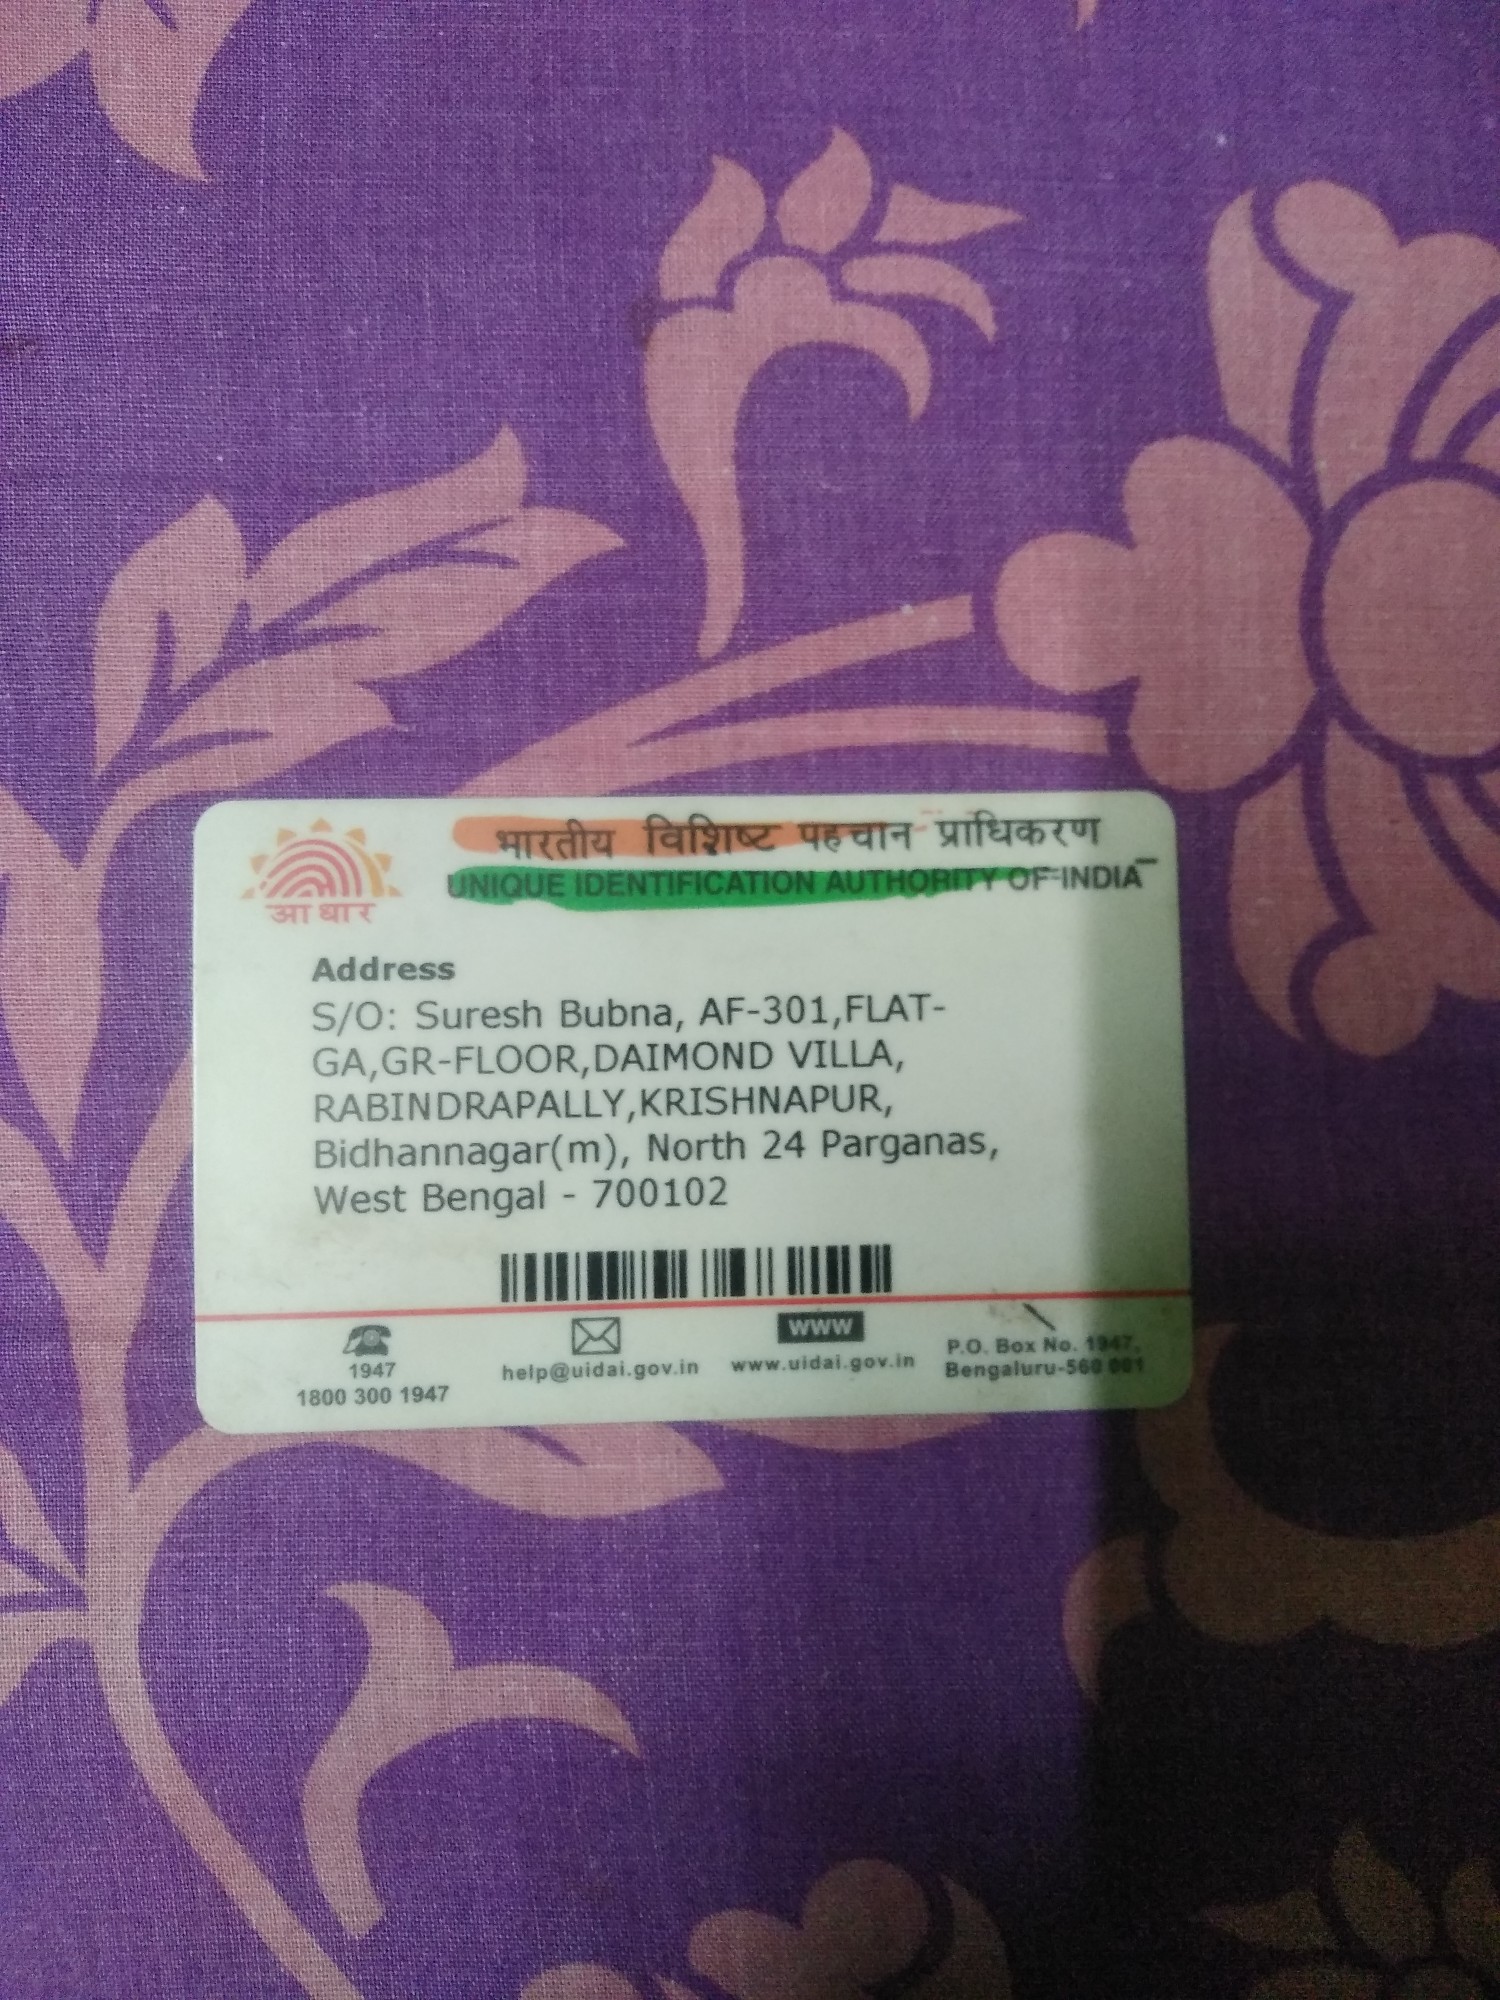 भारतीय विशिष्ट पहचान प्राधिकरण
UNIQUE IDENTIFICATION AUTHORITY OF INDIA
आधार
Address
S/O: Suresh Bubna, AF-301,FLAT-
GA,GR-FLOOR,DAIMOND VILLA,
RABINDRAPALLY,KRISHNAPUR,
Bidhannagar(m), North 24 Parganas,
West Bengal - 700102
1947
1800 300 1947
help@uidai.gov.in
www
www.uidai.gov.in
P.O. Box No. 1947,
Bengaluru-560 001